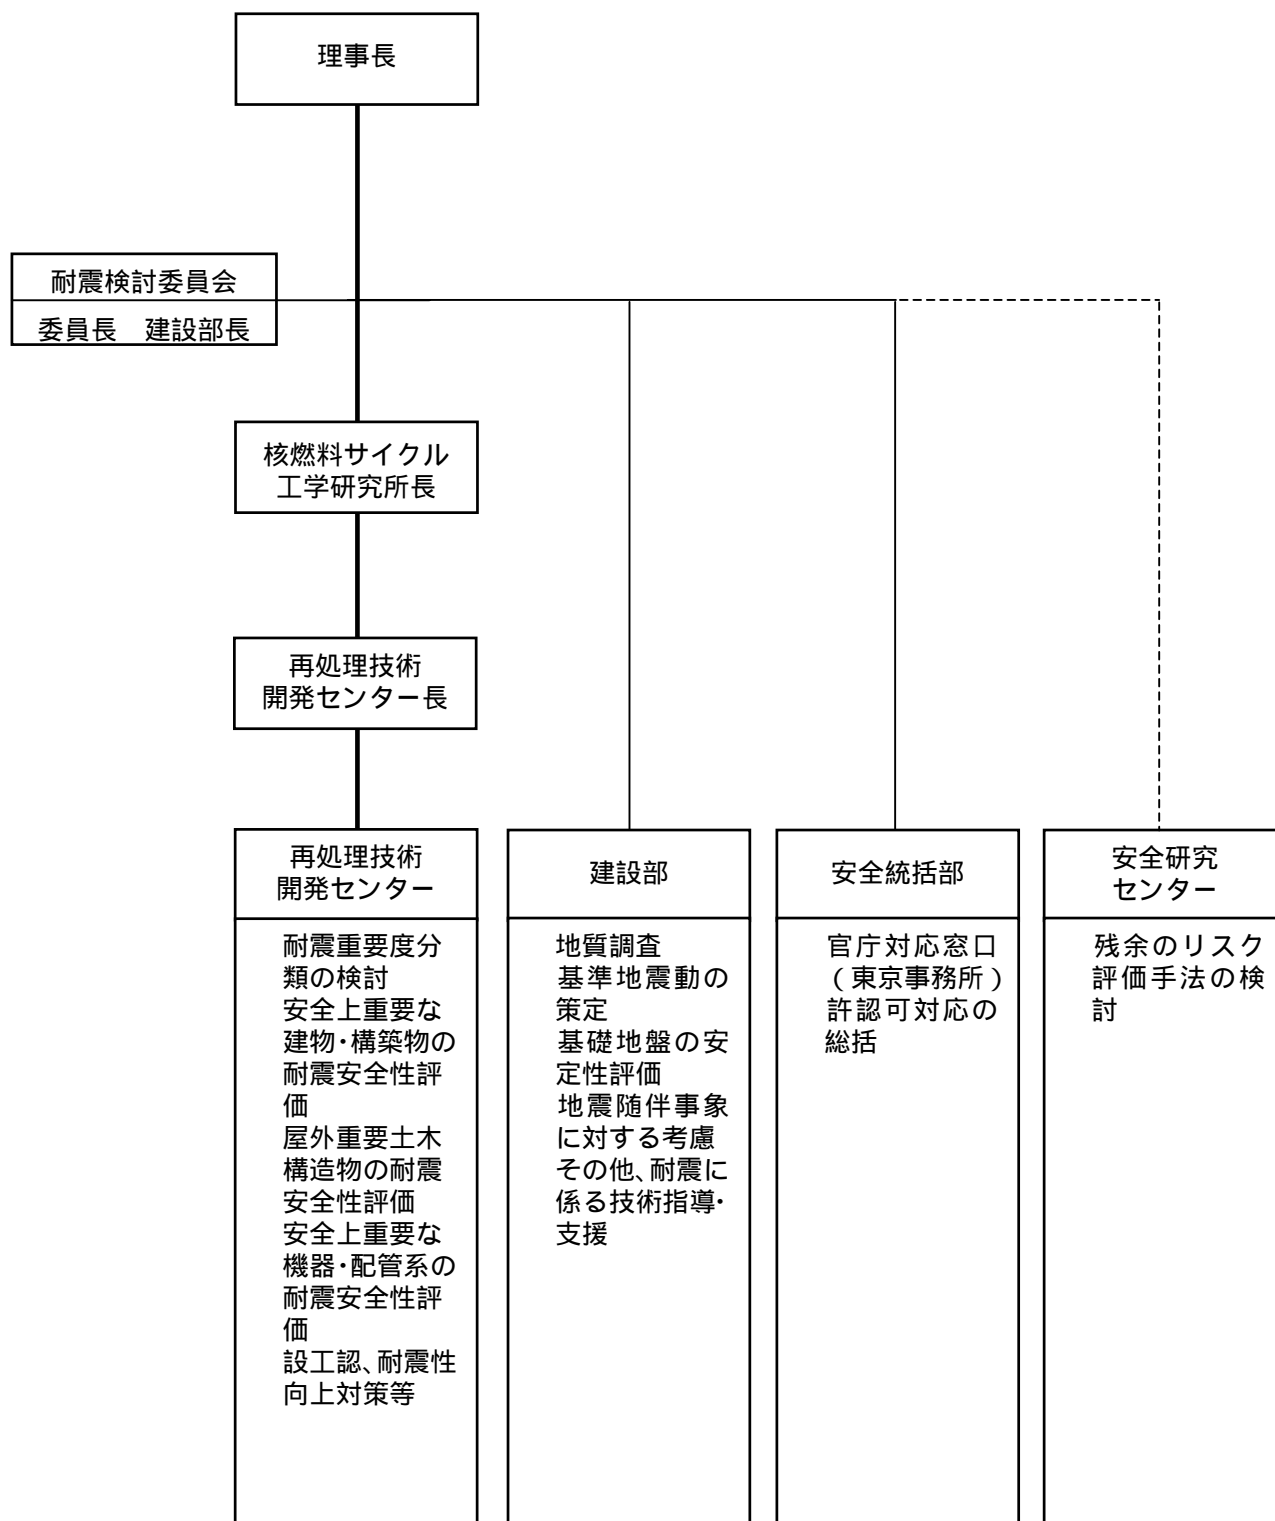 理事長
耐震検討委員会
委員長　建設部長
核燃料サイクル
工学研究所長
再処理技術
開発センター長
再処理技術
開発センター
耐震重要度分
類の検討
安全上重要な
建物・構築物の
耐震安全性評
価
屋外重要土木
構造物の耐震
安全性評価
安全上重要な
機器・配管系の
耐震安全性評
価
設工認、耐震性
向上対策等
建設部
地質調査
基準地震動の
策定
基礎地盤の安
定性評価
地震随伴事象
に対する考慮
その他、耐震に
係る技術指導・
支援
安全統括部
官庁対応窓口
（東京事務所）
許認可対応の
総括
安全研究
センター
残余のリスク
評価手法の検
討